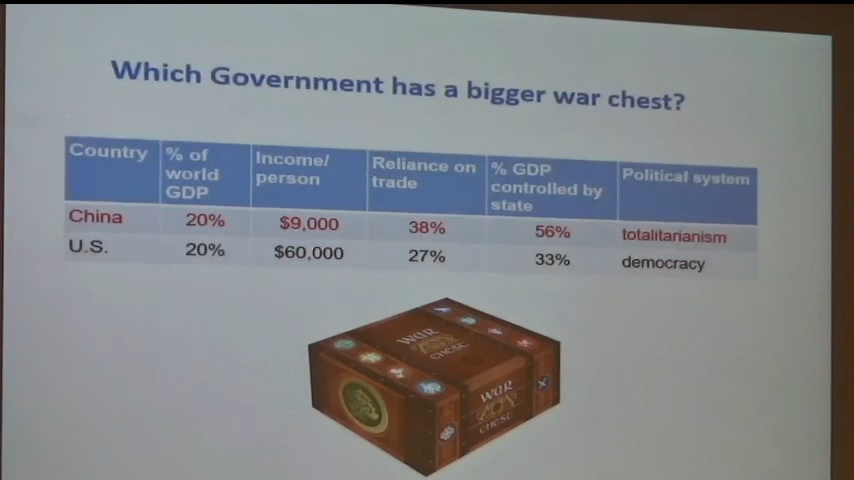 Which Government has a bigger war chest?
Country % of world GDP Income/ person Reliance on trade % GDP controlled by state Political system
China 20% $9,000 38% 56% totalitarianism
U.S. 20% $60,000 27% 33% democracy
WAR
CHEST
WAR
CHEST